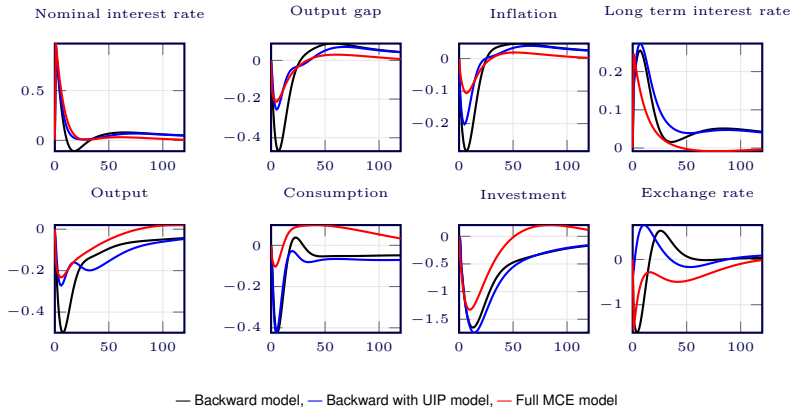 Nominal interest rate
Output gap
Inflation
Long term interest rate
0.5
0
0 50 100
0
−0.2
−0.4
0 50 100
0
−0.1
−0.2
0 50 100
0.2
0.1
0
0 50 100
Output
Consumption
Investment
Exchange rate
0
−0.2
−0.4
0 50 100
0
−0.2
−0.4
0 50 100
0
−0.5
−1
−1.5
0 50 100
0
−1
0 50 100
— Backward model, — Backward with UIP model, — Full MCE model